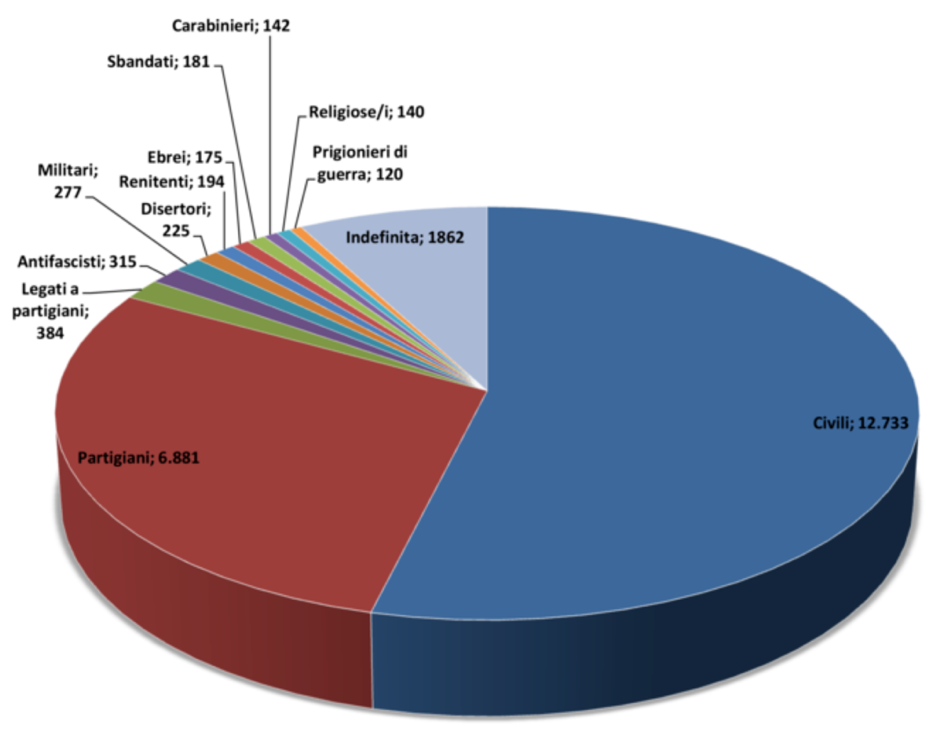 Carabinieri; 142
Sbandati; 181
Religiose/i; 140
Ebrei; 175
Prigionieri di
guerra; 120
Militari;
277
Renitenti; 194
Disertori;
225
Indefinita; 1862
Antifascisti; 315
Legati a
partigiani;
384
Civili; 12.733
Partigiani; 6.881